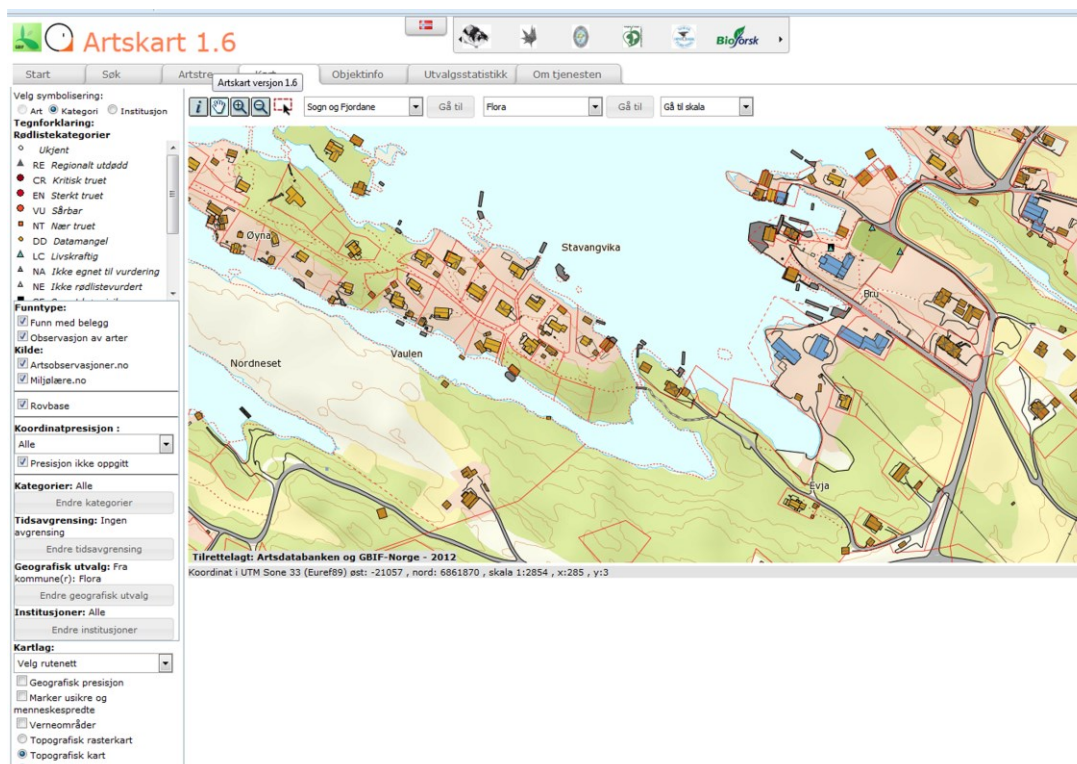 GBIF
Artskart 1.6
Bioforsk
Start Søk Artstre Objektinfo Utvalgsstatistikk Om tjenesten
Artskart versjon 1.6
Velg symbolisering:
Art Kategori Institusjon
Tegnforklaring:
Rødlistekategorier
Ukjent
RE Regionalt utdødd
CR Kritisk truet
EN Sterkt truet
VU Sårbar
NT Nær truet
DD Datamangel
LC Livskraftig
NA Ikke egnet til vurdering
NE Ikke rødlistevurdert
Funntype:
Funn med belegg
Observasjon av arter
Kilde:
Artsobservasjoner.no
Miljølære.no
Rovbase
Koordinatpresisjon :
Alle
Presisjon ikke oppgitt
Kategorier: Alle
Endre kategorier
Tidsavgrensing: Ingen
avgrensing
Endre tidsavgrensing
Geografisk utvalg: Fra
kommune(r): Flora
Endre geografisk utvalg
Institusjoner: Alle
Endre institusjoner
Kartlag:
Velg rutenett
Geografisk presisjon
Marker usikre og
menneskespredte
Verneområder
Topografisk rasterkart
Topografisk kart
i Sogn og Fjordane Gå til Flora Gå til Gå til skala
Øyna
Stavangvika
Bru
Vaulen
Nordneset
Evja
Tilrettelagt: Artsdatabanken og GBIF-Norge - 2012
Koordinat i UTM Sone 33 (Euref89) øst: -21057 , nord: 6861870 , skala 1:2854 , x:285 , y:3